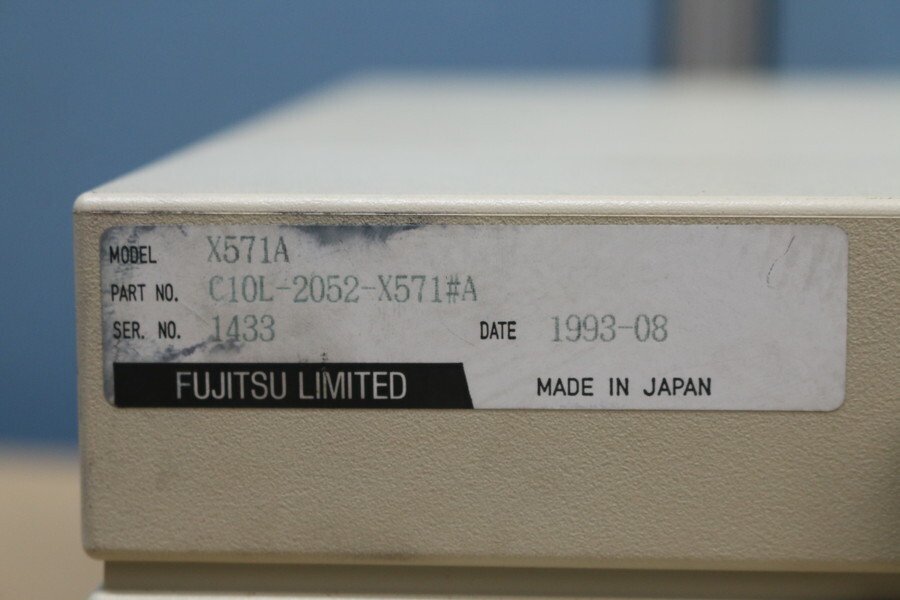 MODEL X571A
PART NO. C10L-2052-X571#A
SER. NO. 1433 DATE 1993-08
FUJITSU LIMITED MADE IN JAPAN